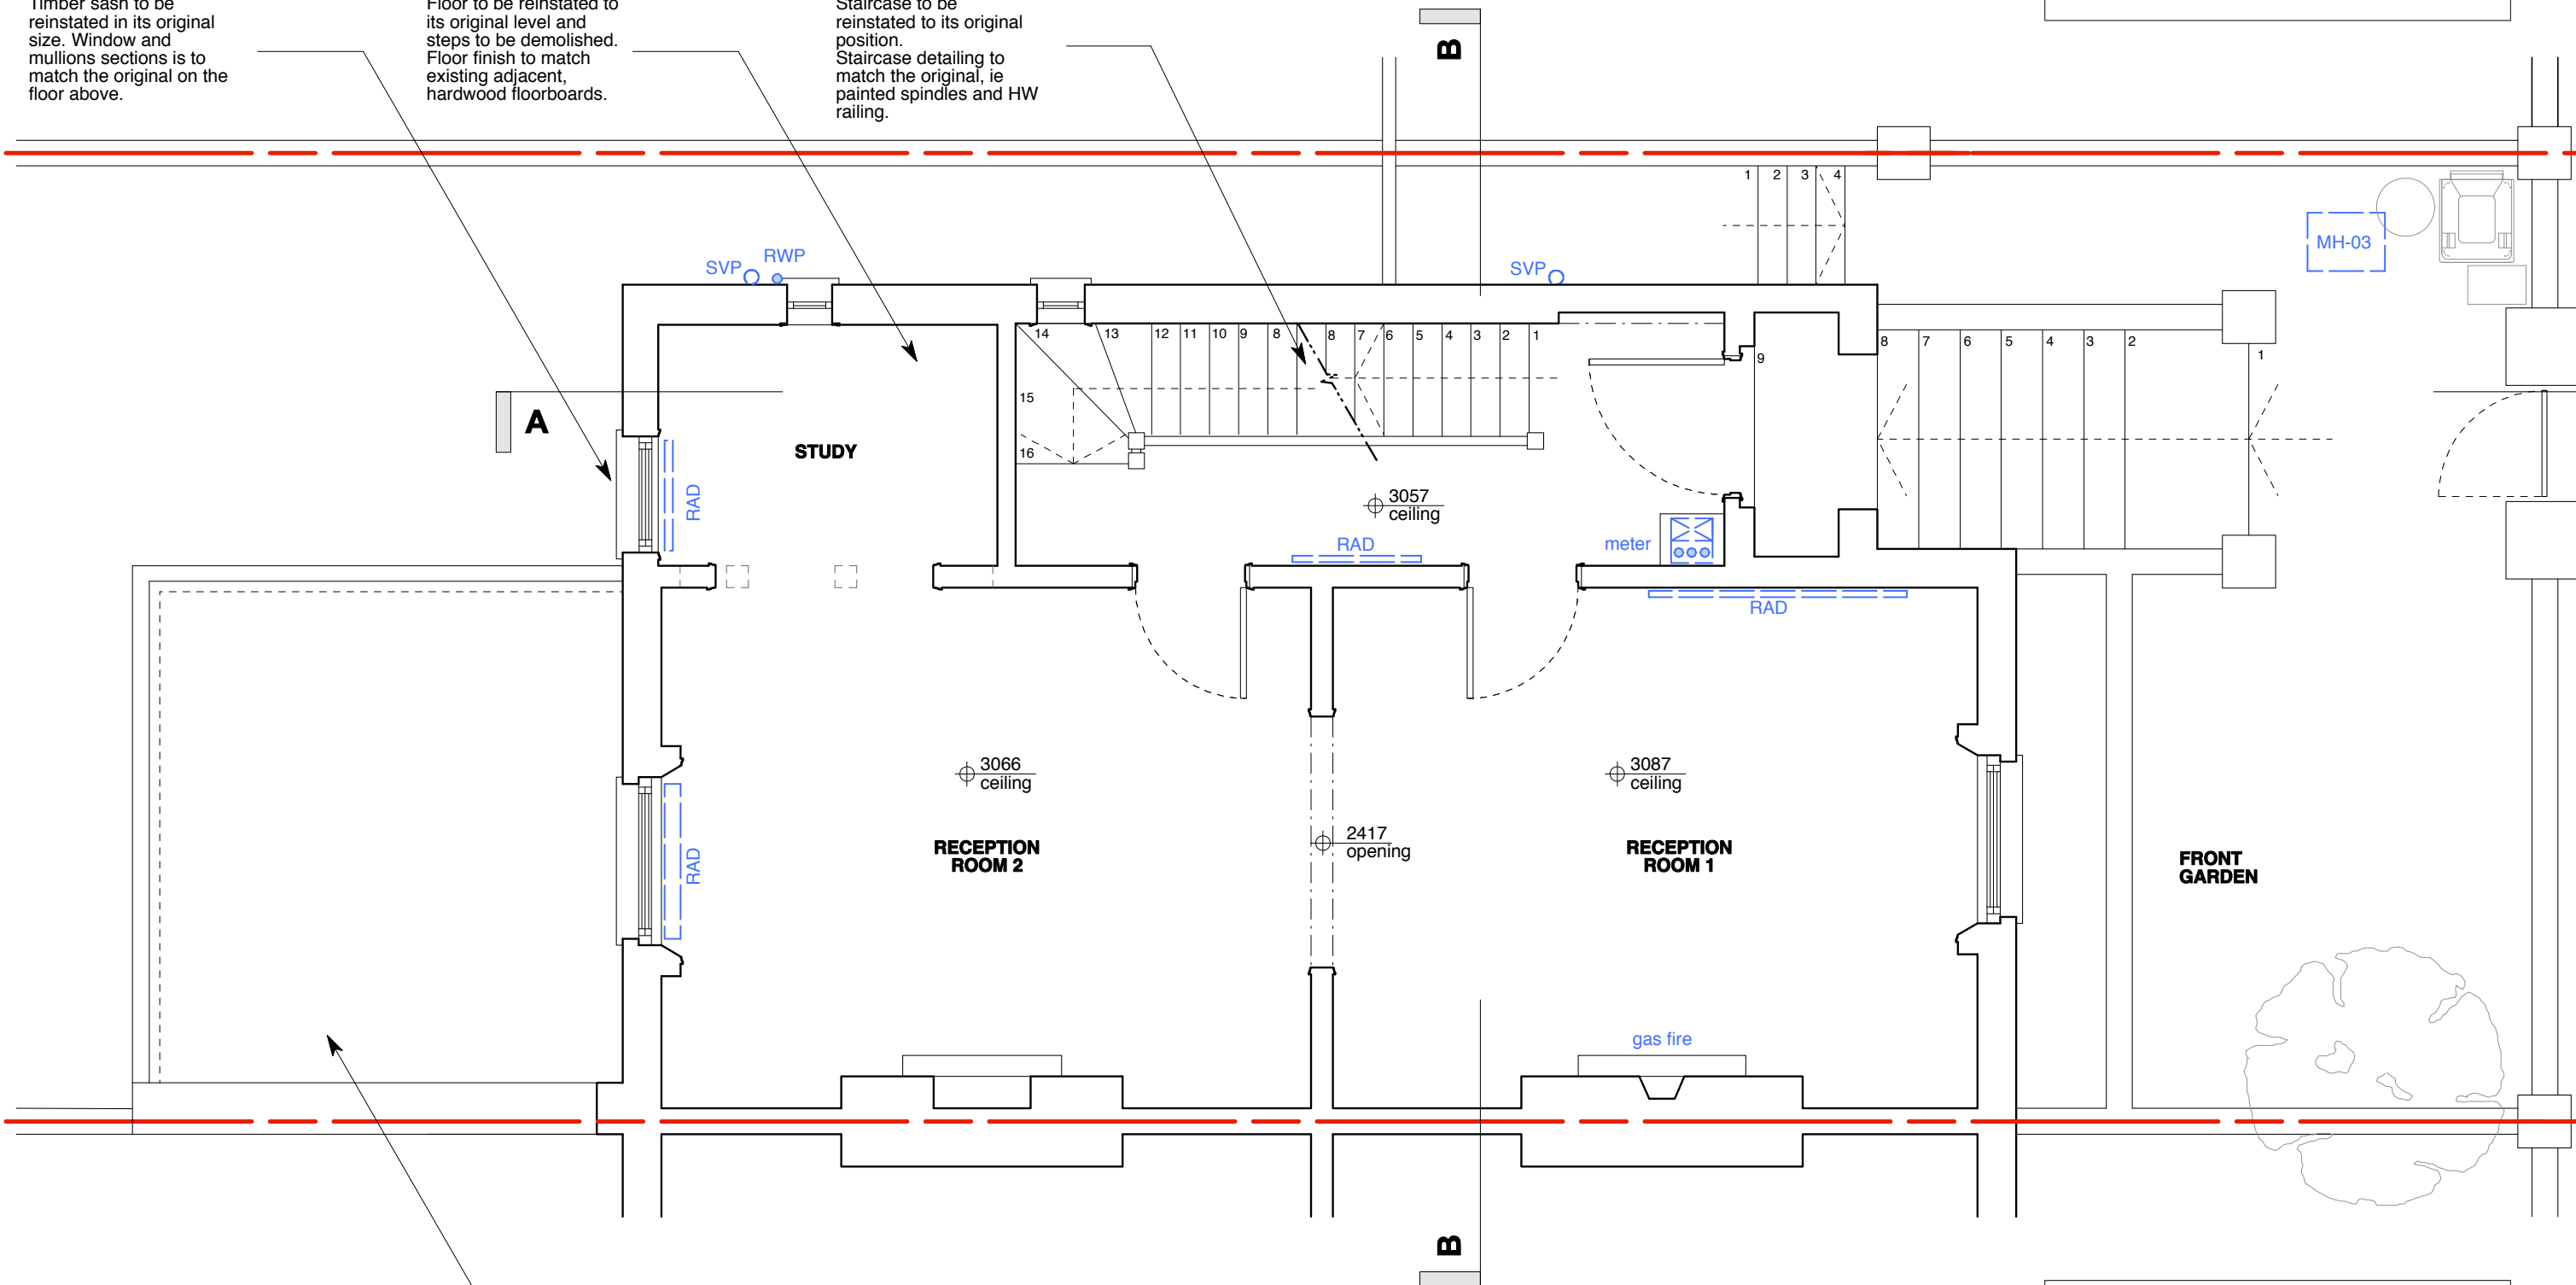 Timber sash to be
reinstated in its original
size. Window and
mullions sections is to
match the original on the
floor above.
Floor to be reinstated to
its original level and
steps to be demolished.
Floor finish to match
existing adjacent,
hardwood floorboards.
Staircase to be
reinstated to its original
position.
Staircase detailing to
match the original, ie
painted spindles and HW
railing.
B
1 2 3 4
MH-03
SVP
RWP
SVP
14 13 12 11 10 9 8 8 7 6 5 4 3 2 1
15
16
9
8 7 6 5 4 3 2
1
A
STUDY
RAD
3057
ceiling
RAD
meter
RAD
3066
ceiling
3087
ceiling
2417
opening
RAD
RECEPTION
ROOM 2
RECEPTION
ROOM 1
FRONT
GARDEN
gas fire
B